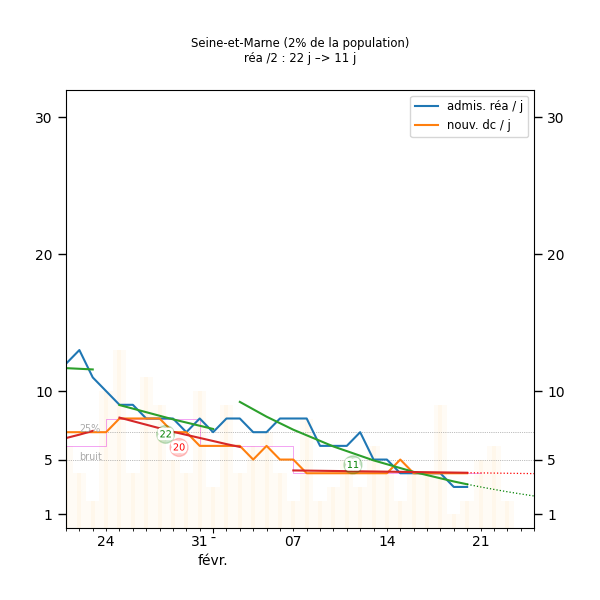 Seine-et-Marne (2% de la population)
réa /2 : 22 j –> 11 j
admis. réa / j
nouv. dc / j
30 30
20 20
10 10
25%
22
20
11
5 5
bruit
1 1
24 31 07 14 21
févr.